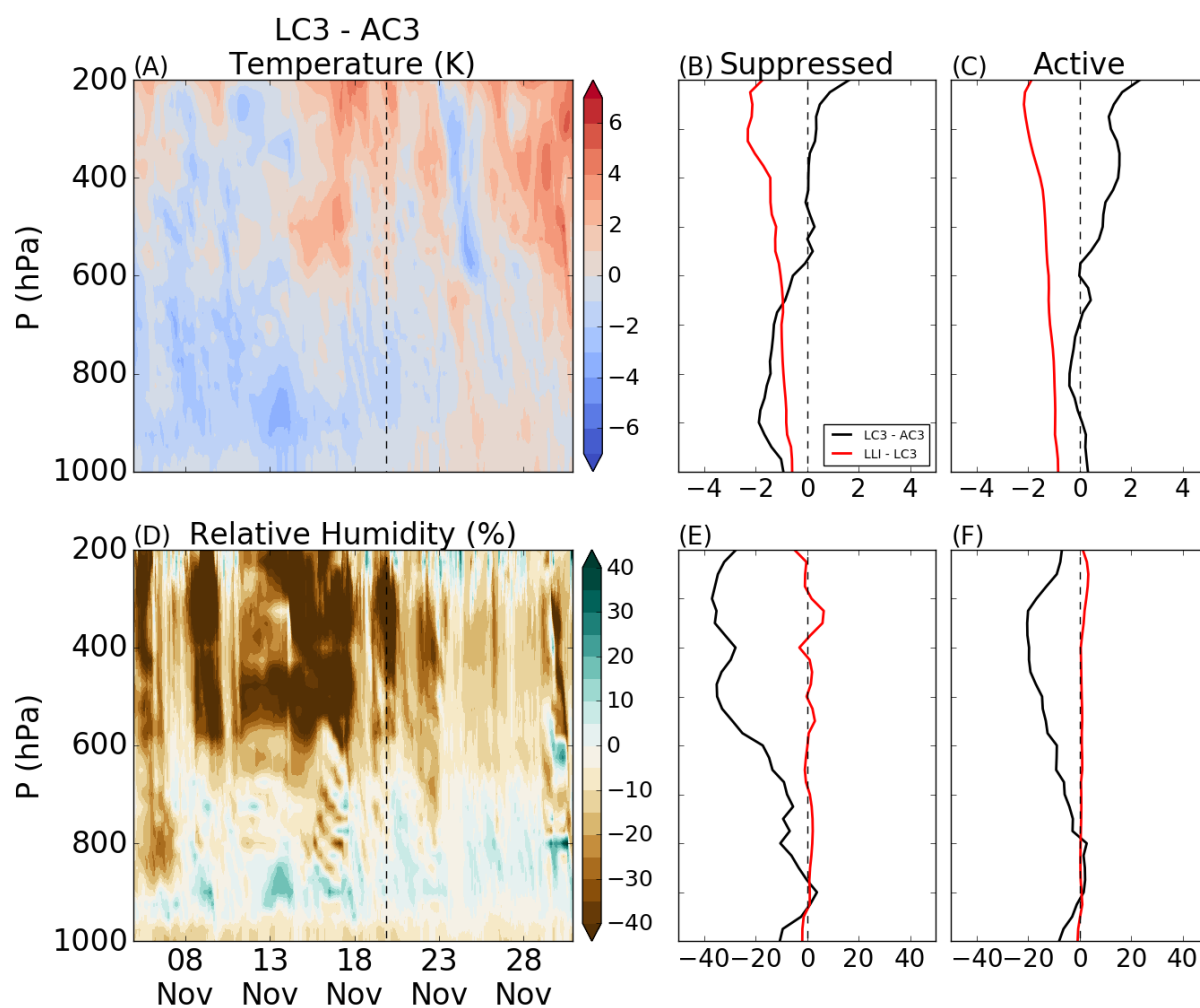 LC3 - AC3
(A) Temperature (K)
(B) Suppressed
(C) Active
200
400
600
800
1000
P (hPa)
6
4
2
0
−2
−4
−6
LC3 - AC3
LLI - LC3
−4 −2 0 2 4
−4 −2 0 2 4
(D) Relative Humidity (%)
(E)
(F)
200
400
600
800
1000
P (hPa)
40
30
20
10
0
−10
−20
−30
−40
08 13 18 23 28
Nov Nov Nov Nov Nov
−40 −20 0 20 40
−40 −20 0 20 40